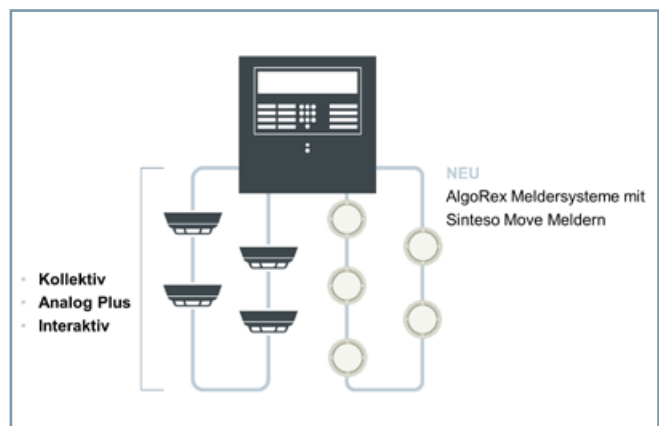 NEU
AlgoRex Meldersysteme mit
Sinteso Move Meldern
• Kollektiv
• Analog Plus
• Interaktiv